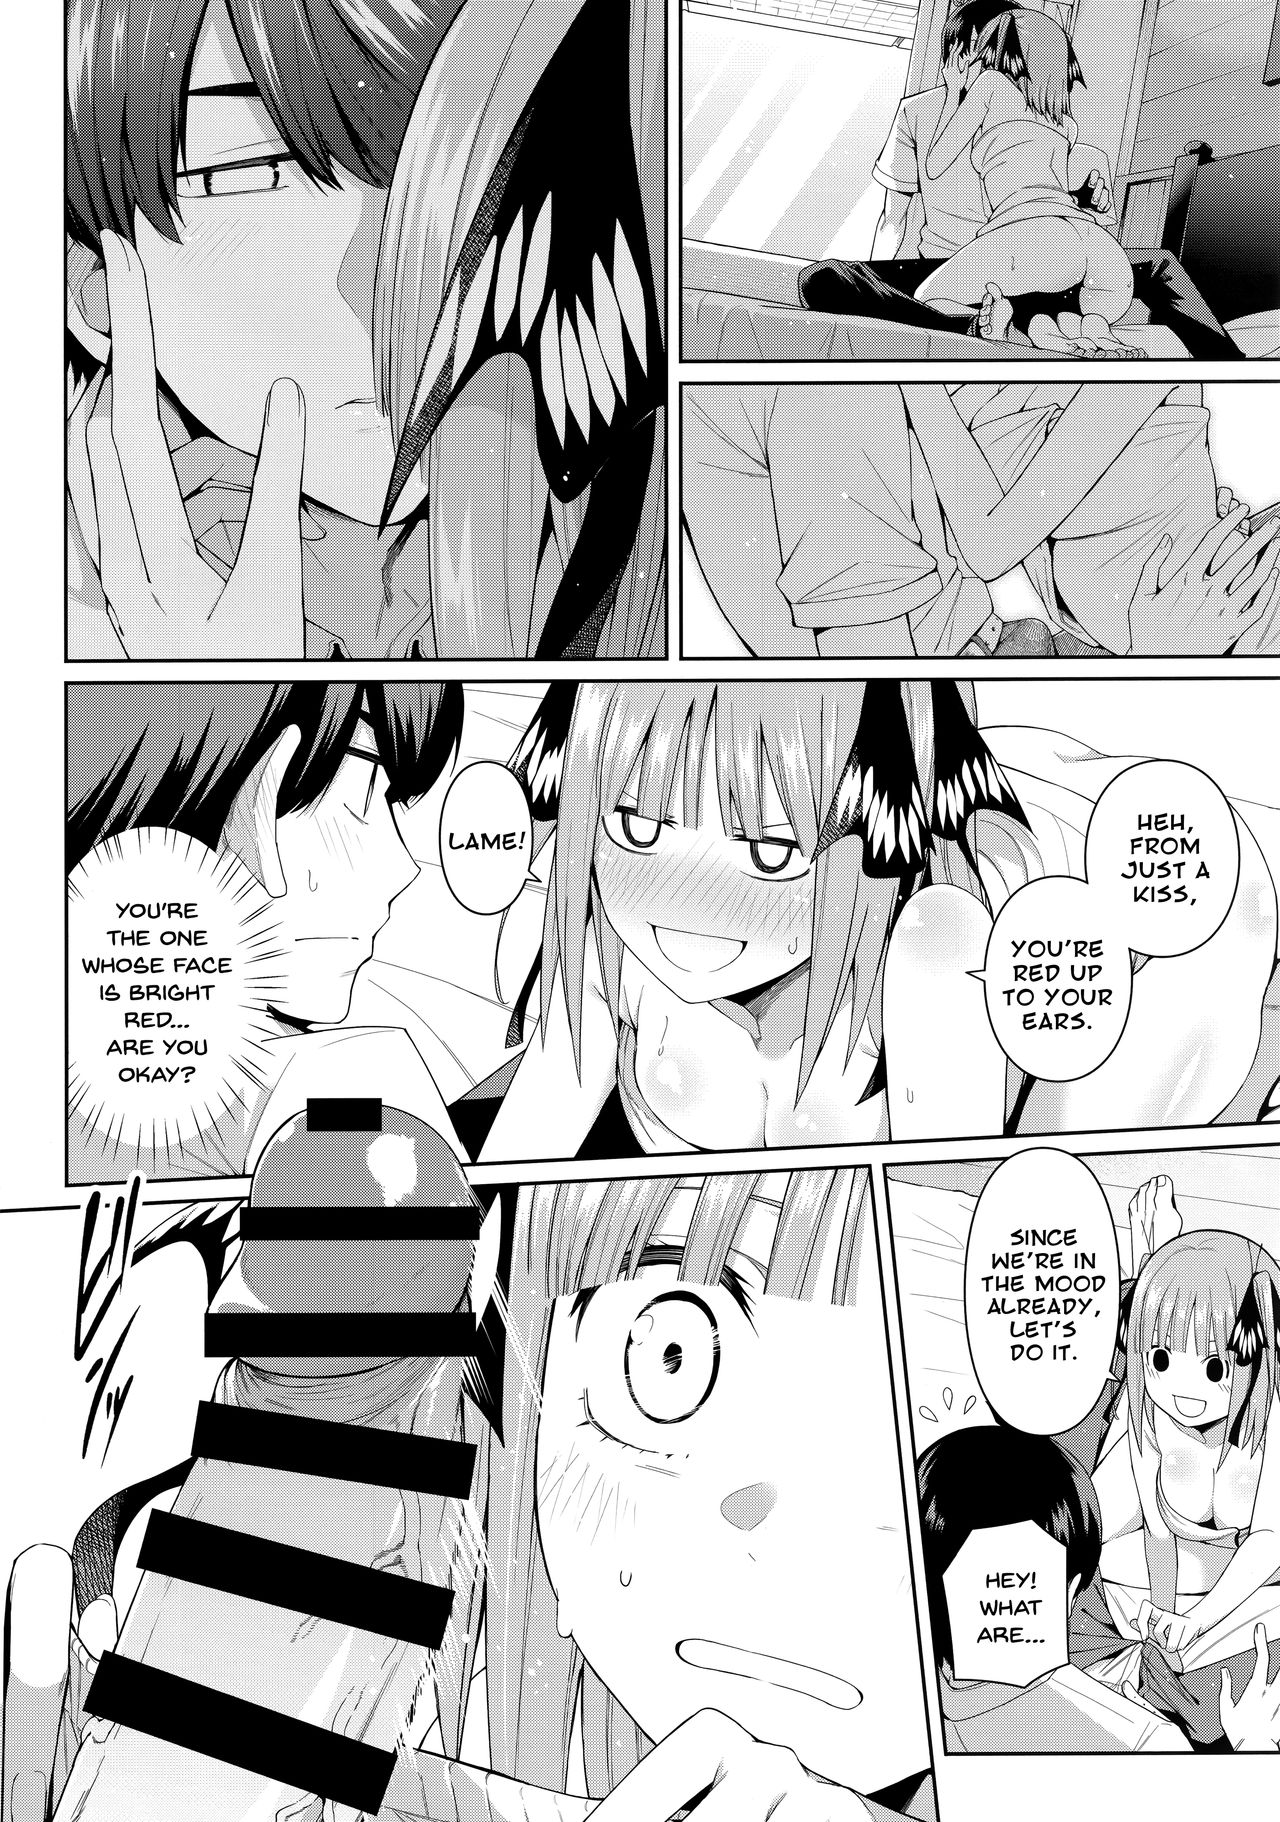 HEH,
FROM
JUST A
KISS,
YOU'RE
RED UP
TO YOUR
EARS.
LAME!
YOU'RE
THE ONE
WHOSE FACE
IS BRIGHT
RED...
ARE YOU
OKAY?
SINCE
WE'RE IN
THE MOOD
ALREADY,
LET'S
DO IT.
HEY!
WHAT
ARE...